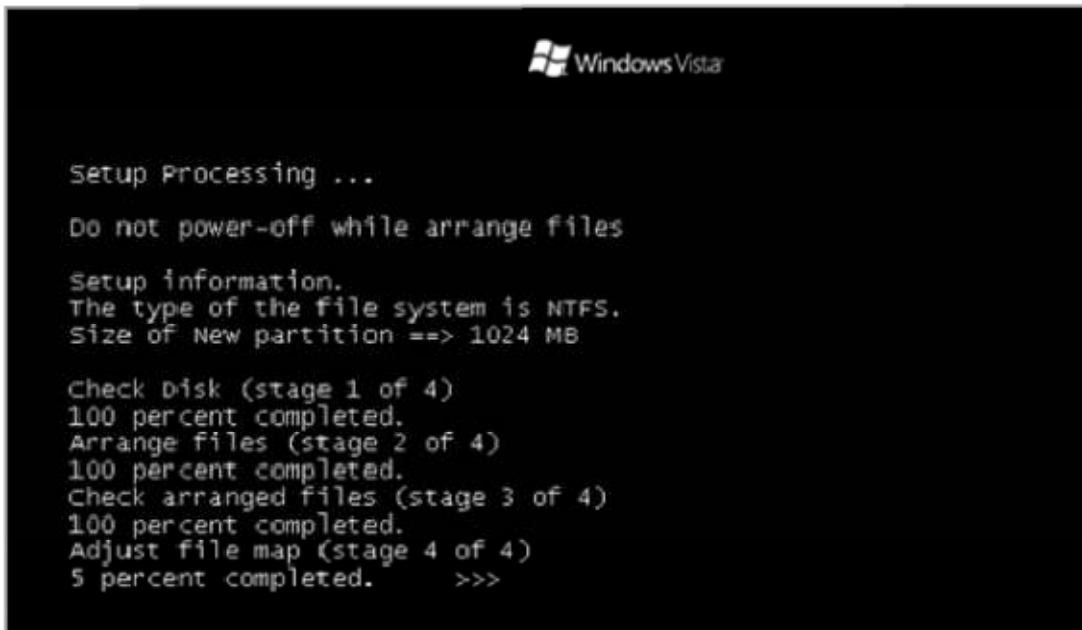 Windows Vista
Setup Processing ...
Do not power-off while arrange files
Setup information.
The type of the file system is NTFS.
Size of New partition ==> 1024 MB
Check Disk (stage 1 of 4)
100 percent completed.
Arrange files (stage 2 of 4)
100 percent completed.
Check arranged files (stage 3 of 4)
100 percent completed.
Adjust file map (stage 4 of 4)
5 percent completed.      >>>